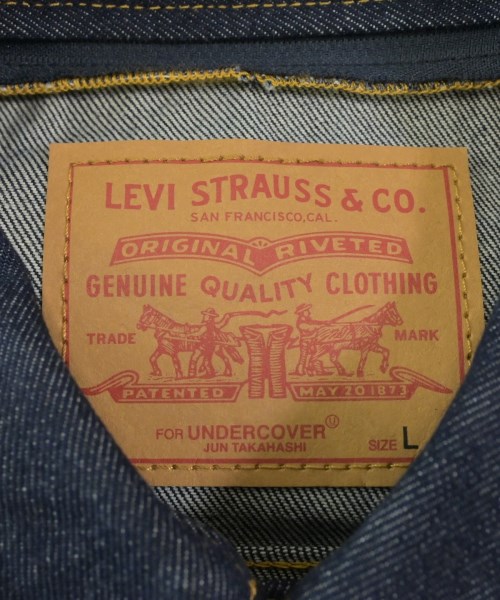 LEVI STRAUSS & CO.
SAN FRANCISCO, CAL.
ORIGINAL RIVETED
GENUINE QUALITY CLOTHING
TRADE MARK
PATENTED MAY 20 1873
FOR UNDERCOVER Ⓤ
JUN TAKAHASHI
SIZE L